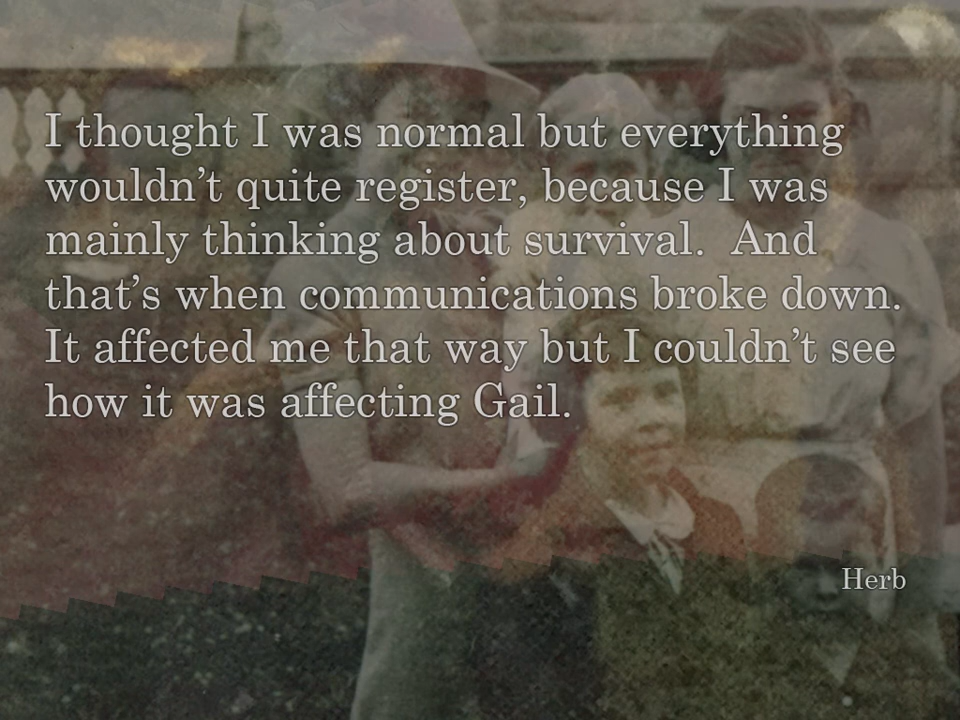 I thought I was normal but everything
wouldn’t quite register, because I was
mainly thinking about survival.  And
that’s when communications broke down.
It affected me that way but I couldn’t see
how it was affecting Gail.
Herb